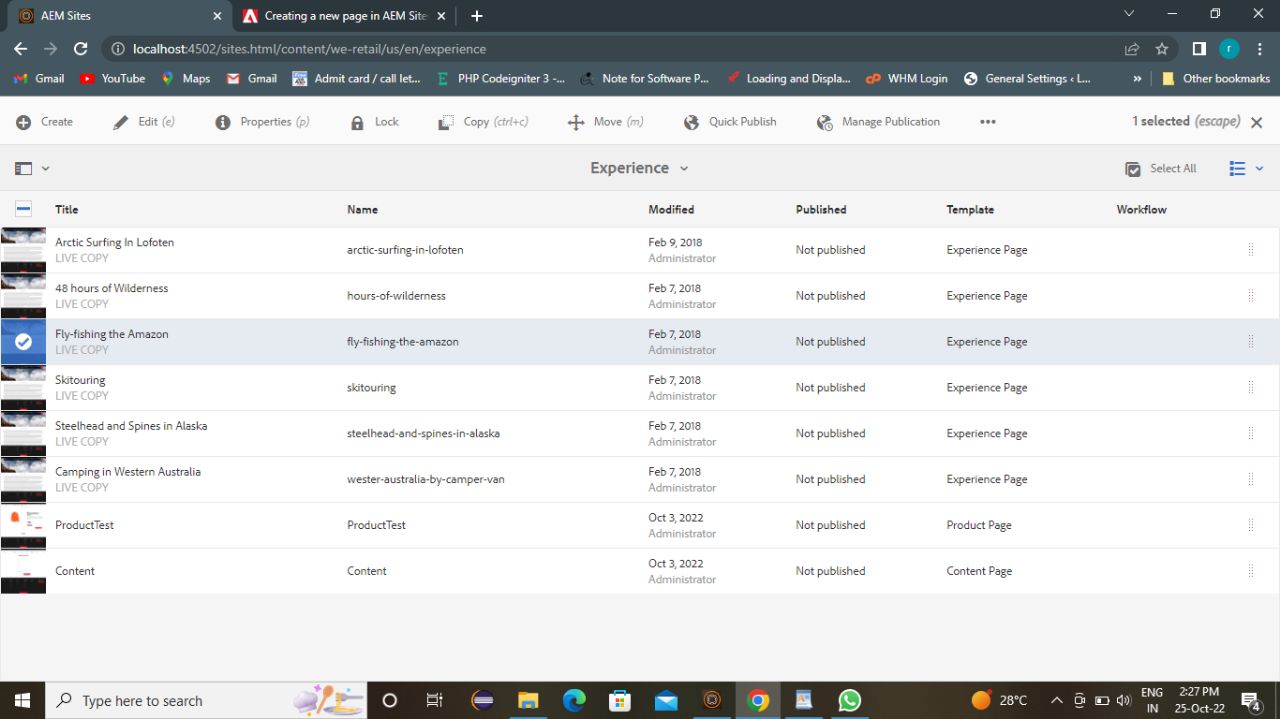 AEM Sites
Creating a new page in AEM Site
localhost:4502/sites.html/content/we-retail/us/en/experience
r
Gmail YouTube Maps Gmail Admit card / call let... PHP Codeigniter 3 -... Note for Software P... Loading and Displa... WHM Login General Settings ‹ L... » Other bookmarks
Create Edit (e) Properties (p) Lock Copy (ctrl+c) Move (m) Quick Publish Manage Publication 1 selected (escape)
Experience Select All
Title Name Modified Published Template Workflow
Arctic Surfing In Lofoten arctic-surfing-in-lofoten Feb 9, 2018 Not published Experience Page
LIVE COPY Administrator
48 hours of Wilderness hours-of-wilderness Feb 7, 2018 Not published Experience Page
LIVE COPY Administrator
Fly-fishing the Amazon fly-fishing-the-amazon Feb 7, 2018 Not published Experience Page
LIVE COPY Administrator
Skitouring skitouring Feb 7, 2018 Not published Experience Page
LIVE COPY Administrator
Steelhead and Spines in Alaska steelhead-and-spines-in-alaska Feb 7, 2018 Not published Experience Page
LIVE COPY Administrator
Camping in Western Australia wester-australia-by-camper-van Feb 7, 2018 Not published Experience Page
LIVE COPY Administrator
ProductTest ProductTest Oct 3, 2022 Not published Product Page
Administrator
Content Content Oct 3, 2022 Not published Content Page
Administrator
Type here to search
28°C
ENG
IN
2:27 PM
25-Oct-22
4